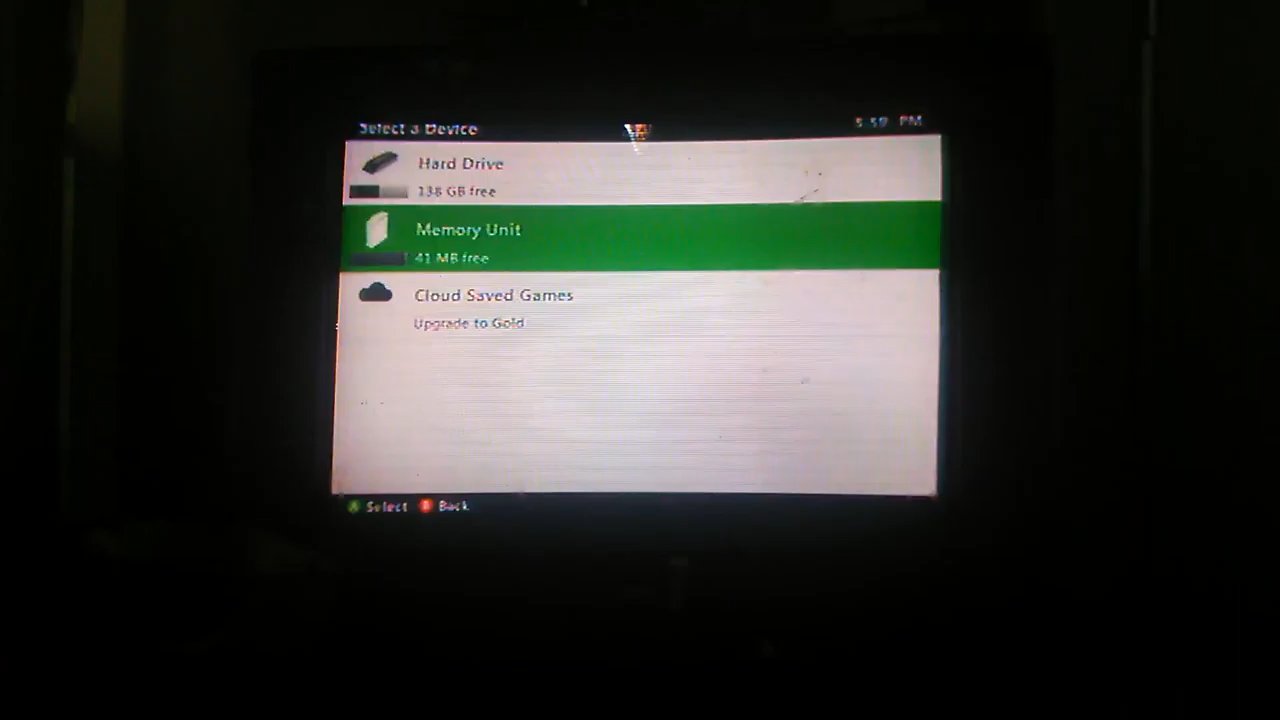 Select a Device
5:59 PM
Hard Drive
138 GB free
Memory Unit
41 MB free
Cloud Saved Games
Upgrade to Gold
A Select B Back